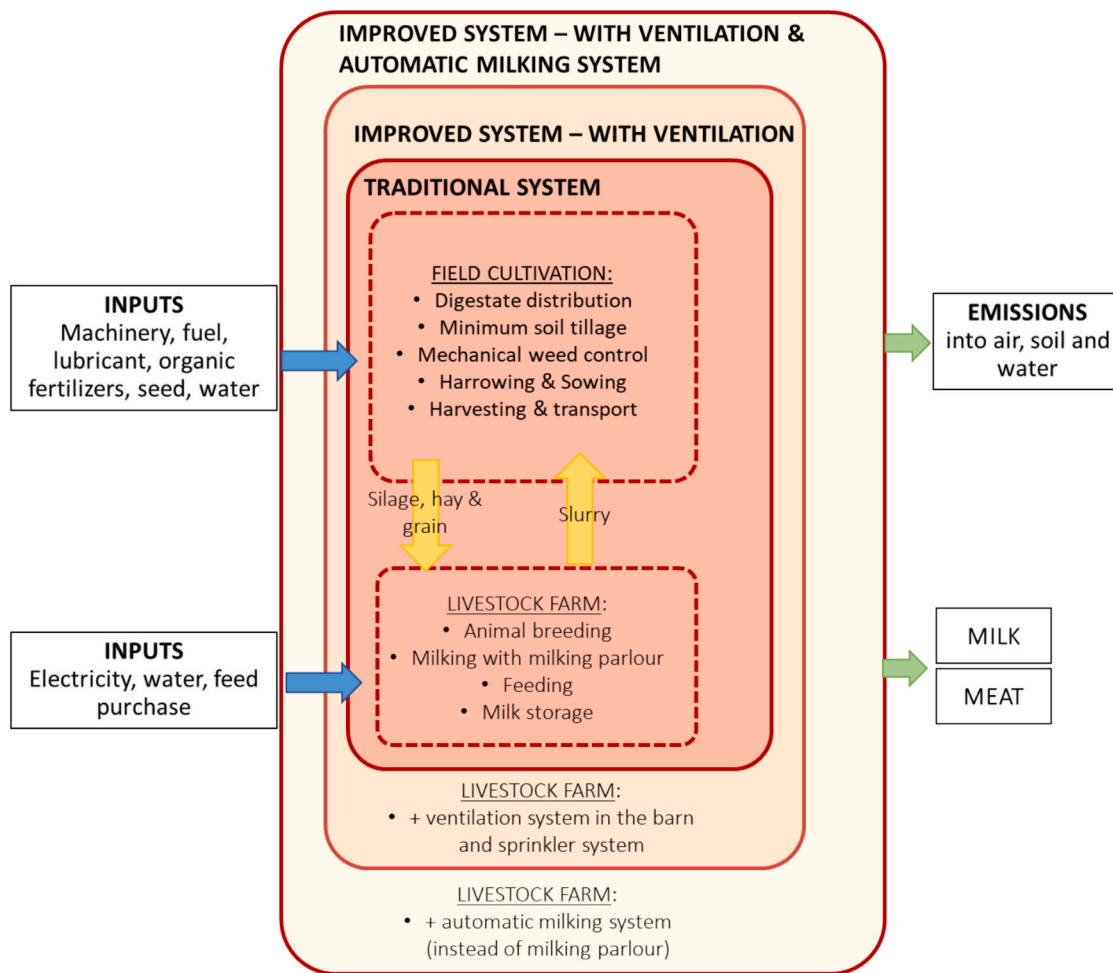 IMPROVED SYSTEM – WITH VENTILATION &
AUTOMATIC MILKING SYSTEM
IMPROVED SYSTEM – WITH VENTILATION
TRADITIONAL SYSTEM
FIELD CULTIVATION:
• Digestate distribution
• Minimum soil tillage
• Mechanical weed control
• Harrowing & Sowing
• Harvesting & transport
INPUTS
Machinery, fuel,
lubricant, organic
fertilizers, seed, water
EMISSIONS
into air, soil and
water
Silage, hay &
grain
Slurry
LIVESTOCK FARM:
• Animal breeding
• Milking with milking parlour
• Feeding
• Milk storage
INPUTS
Electricity, water, feed
purchase
MILK
MEAT
LIVESTOCK FARM:
• + ventilation system in the barn
and sprinkler system
LIVESTOCK FARM:
• + automatic milking system
(instead of milking parlour)